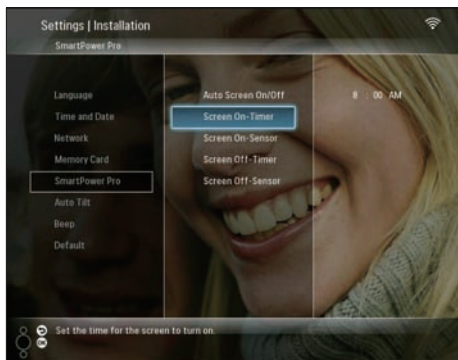 Settings | Installation
SmartPower Pro
Language
Time and Date
Network
Memory Card
SmartPower Pro
Auto Tilt
Beep
Default
Auto Screen On/Off
Screen On-Timer
Screen On-Sensor
Screen Off-Timer
Screen Off-Sensor
8 : 00 AM
Set the time for the screen to turn on.
OK